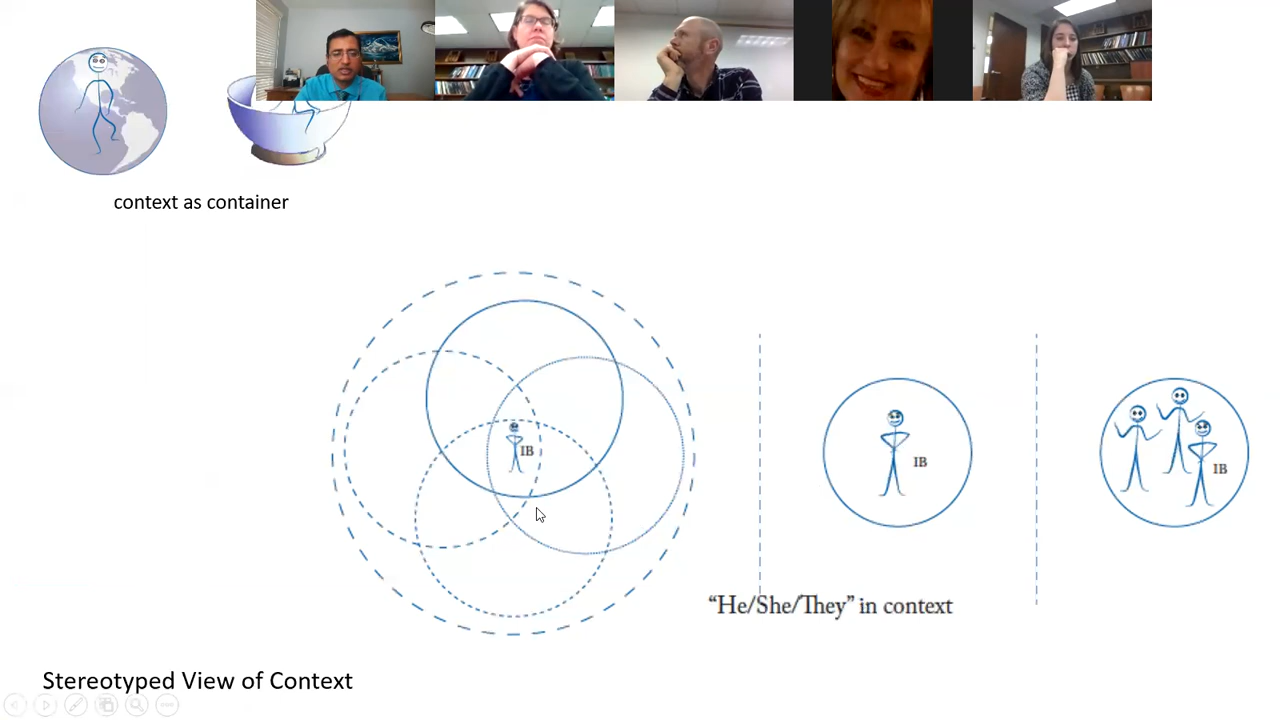 context as container
IB
IB
IB
“He/She/They” in context
Stereotyped View of Context